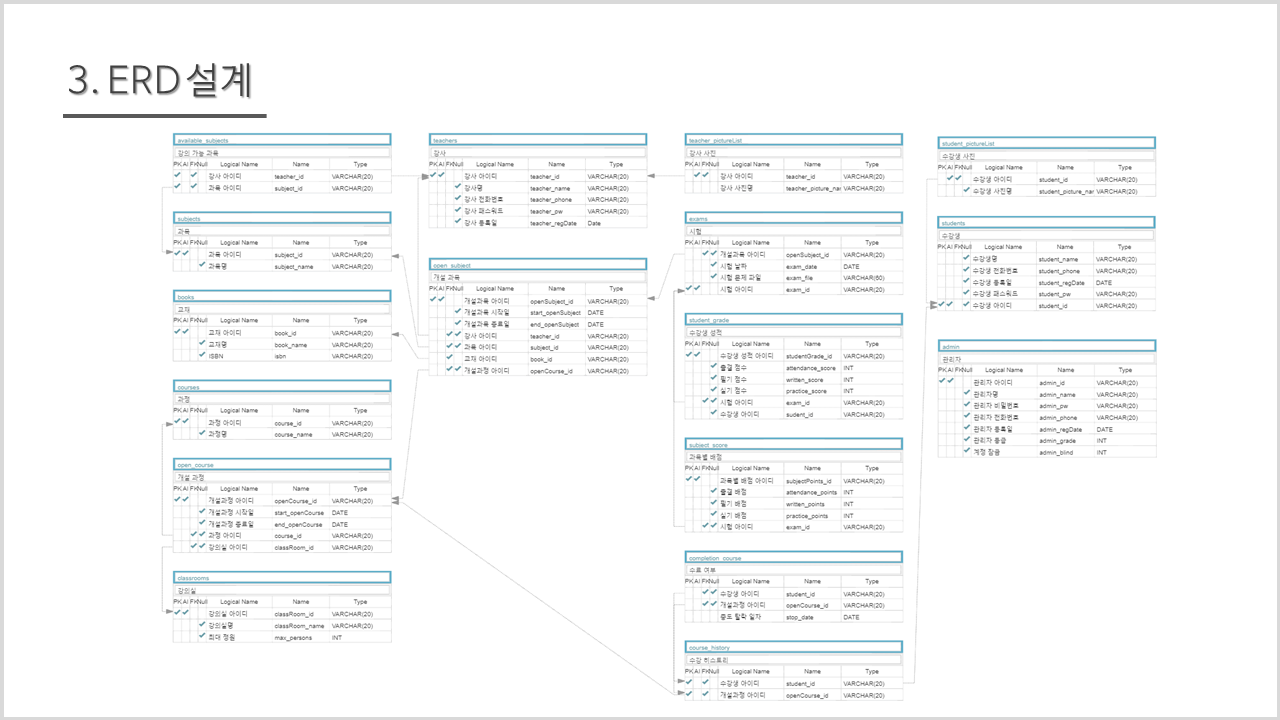 3. ERD 설계
available_subjects
강의 가능 과목
PK AI FK Null Logical Name Name Type
강사 아이디 teacher_id VARCHAR(20)
과목 아이디 subject_id VARCHAR(20)
subjects
과목
PK AI FK Null Logical Name Name Type
과목 아이디 subject_id VARCHAR(20)
과목명 subject_name VARCHAR(20)
books
교재
PK AI FK Null Logical Name Name Type
교재 아이디 book_id VARCHAR(20)
교재명 book_name VARCHAR(20)
ISBN isbn VARCHAR(20)
courses
과정
PK AI FK Null Logical Name Name Type
과정 아이디 course_id VARCHAR(20)
과정명 course_name VARCHAR(20)
open_course
개설 과정
PK AI FK Null Logical Name Name Type
개설과정 아이디 openCourse_id VARCHAR(20)
개설과정 시작일 start_openCourse DATE
개설과정 종료일 end_openCourse DATE
과정 아이디 course_id VARCHAR(20)
강의실 아이디 classRoom_id VARCHAR(20)
classrooms
강의실
PK AI FK Null Logical Name Name Type
강의실 아이디 classRoom_id VARCHAR(20)
강의실명 classRoom_name VARCHAR(20)
최대 정원 max_persons INT
teachers
강사
PK AI FK Null Logical Name Name Type
강사 아이디 teacher_id VARCHAR(20)
강사명 teacher_name VARCHAR(20)
강사 전화번호 teacher_phone VARCHAR(20)
강사 패스워드 teacher_pw VARCHAR(20)
강사 등록일 teacher_regDate Date
open_subject
개설 과목
PK AI FK Null Logical Name Name Type
개설과목 아이디 openSubject_id VARCHAR(20)
개설과목 시작일 start_openSubject DATE
개설과목 종료일 end_openSubject DATE
강사 아이디 teacher_id VARCHAR(20)
과목 아이디 subject_id VARCHAR(20)
교재 아이디 book_id VARCHAR(20)
개설과정 아이디 openCourse_id VARCHAR(20)
teacher_pictureList
강사 사진
PK AI FK Null Logical Name Name Type
강사 아이디 teacher_id VARCHAR(20)
강사 사진명 teacher_picture_nar VARCHAR(20)
exams
시험
PK AI FK Null Logical Name Name Type
개설과목 아이디 openSubject_id VARCHAR(20)
시험 날짜 exam_date DATE
시험 문제 파일 exam_file VARCHAR(60)
시험 아이디 exam_id VARCHAR(20)
student_grade
수강생 성적
PK AI FK Null Logical Name Name Type
수강생 성적 아이디 studentGrade_id VARCHAR(20)
출결 점수 attendance_score INT
필기 점수 written_score INT
실기 점수 practice_score INT
시험 아이디 exam_id VARCHAR(20)
수강생 아이디 sudent_id VARCHAR(20)
subject_score
과목별 배점
PK AI FK Null Logical Name Name Type
과목별 배점 아이디 subjectPoints_id VARCHAR(20)
출결 배점 attendance_points INT
필기 배점 written_points INT
실기 배점 practice_points INT
시험 아이디 exam_id VARCHAR(20)
completion_course
수료 여부
PK AI FK Null Logical Name Name Type
수강생 아이디 student_id VARCHAR(20)
개설과정 아이디 openCourse_id VARCHAR(20)
중도 탈락 일자 stop_date DATE
course_history
수강 히스토리
PK AI FK Null Logical Name Name Type
수강생 아이디 student_id VARCHAR(20)
개설과정 아이디 openCourse_id VARCHAR(20)
student_pictureList
수강생 사진
PK AI FK Null Logical Name Name Type
수강생 아이디 student_id VARCHAR(20)
수강생 사진명 student_picture_nar VARCHAR(20)
students
수강생
PK AI FK Null Logical Name Name Type
수강생명 student_name VARCHAR(20)
수강생 전화번호 student_phone VARCHAR(20)
수강생 등록일 student_regDate DATE
수강생 패스워드 student_pw VARCHAR(20)
수강생 아이디 student_id VARCHAR(20)
admin
관리자
PK AI FK Null Logical Name Name Type
관리자 아이디 admin_id VARCHAR(20)
관리자명 admin_name VARCHAR(20)
관리자 비밀번호 admin_pw VARCHAR(20)
관리자 전화번호 admin_phone VARCHAR(20)
관리자 등록일 admin_regDate DATE
관리자 등급 admin_grade INT
계정 잠금 admin_blind INT